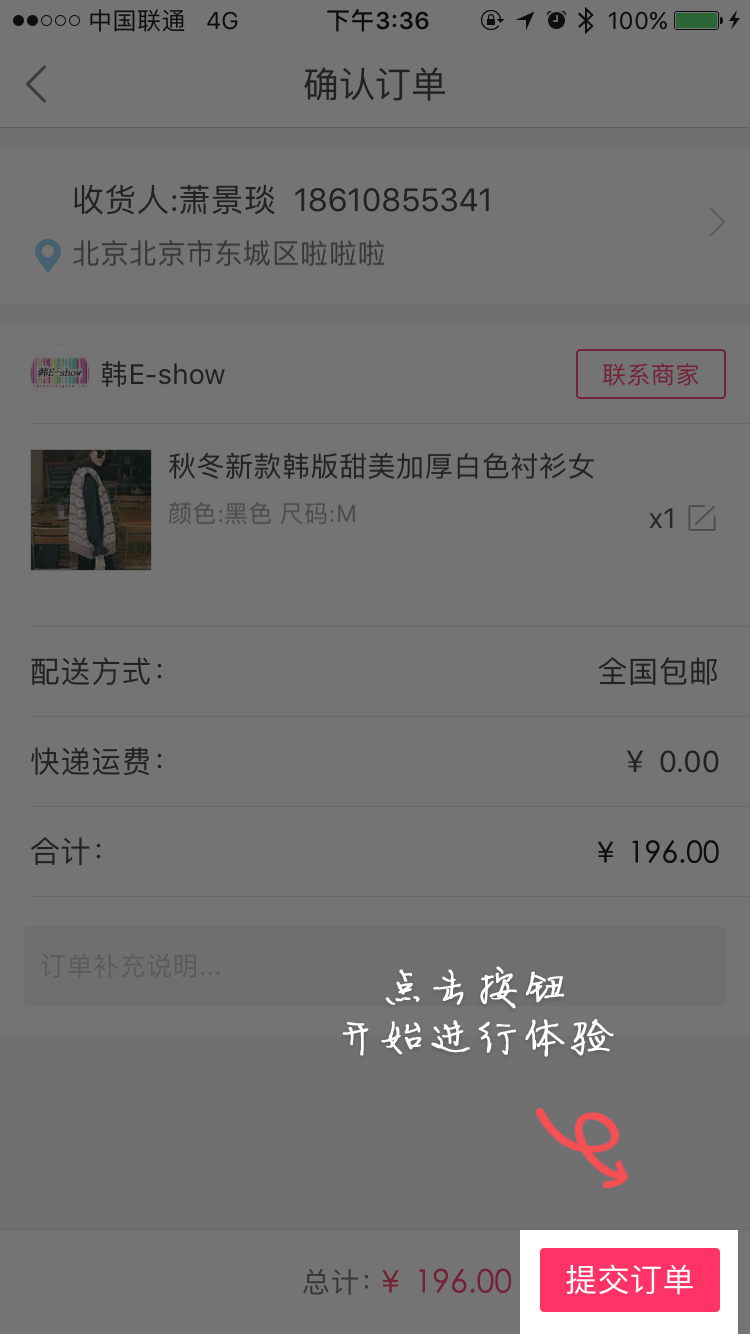 中国联通 4G 下午3:36 100%
确认订单
收货人:萧景琰 18610855341
北京北京市东城区啦啦啦
韩E-show 韩E-show 联系商家
秋冬新款韩版甜美加厚白色衬衫女
颜色:黑色 尺码:M
x1
配送方式: 全国包邮
快递运费: ¥ 0.00
合计: ¥ 196.00
订单补充说明...
点击按钮
开始进行体验
总计:¥ 196.00 提交订单